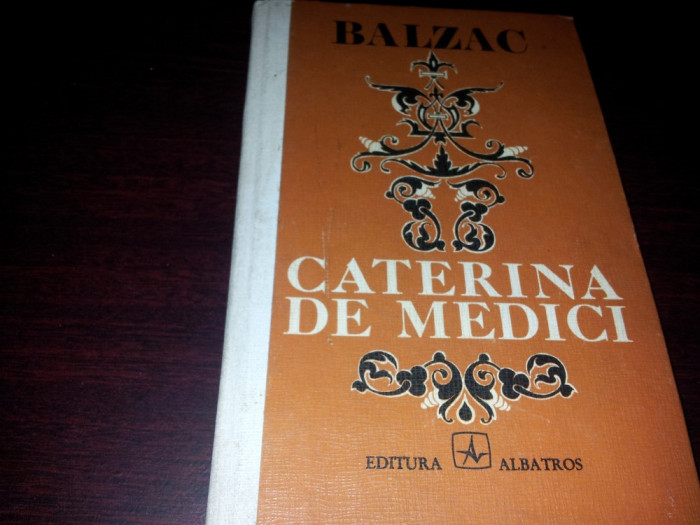 BALZAC
CATERINA
DE MEDICI
EDITURA ALBATROS